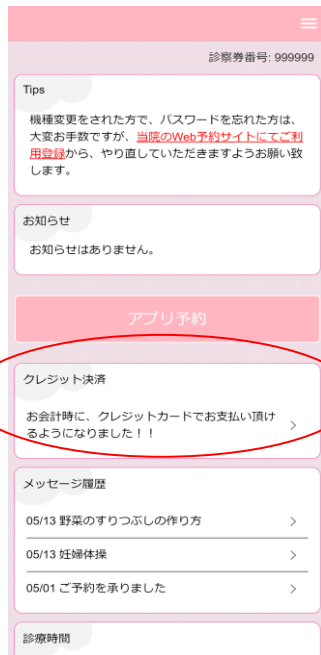 診察券番号: 999999
Tips
機種変更をされた方で、パスワードを忘れた方は、
大変お手数ですが、当院のWeb予約サイトにてご利
用登録から、やり直していただきますようお願い致
します。
お知らせ
お知らせはありません。
アプリ予約
クレジット決済
お会計時に、クレジットカードでお支払い頂け
るようになりました！！
メッセージ履歴
05/13 野菜のすりつぶしの作り方
05/13 妊婦体操
05/01 ご予約を承りました
診療時間